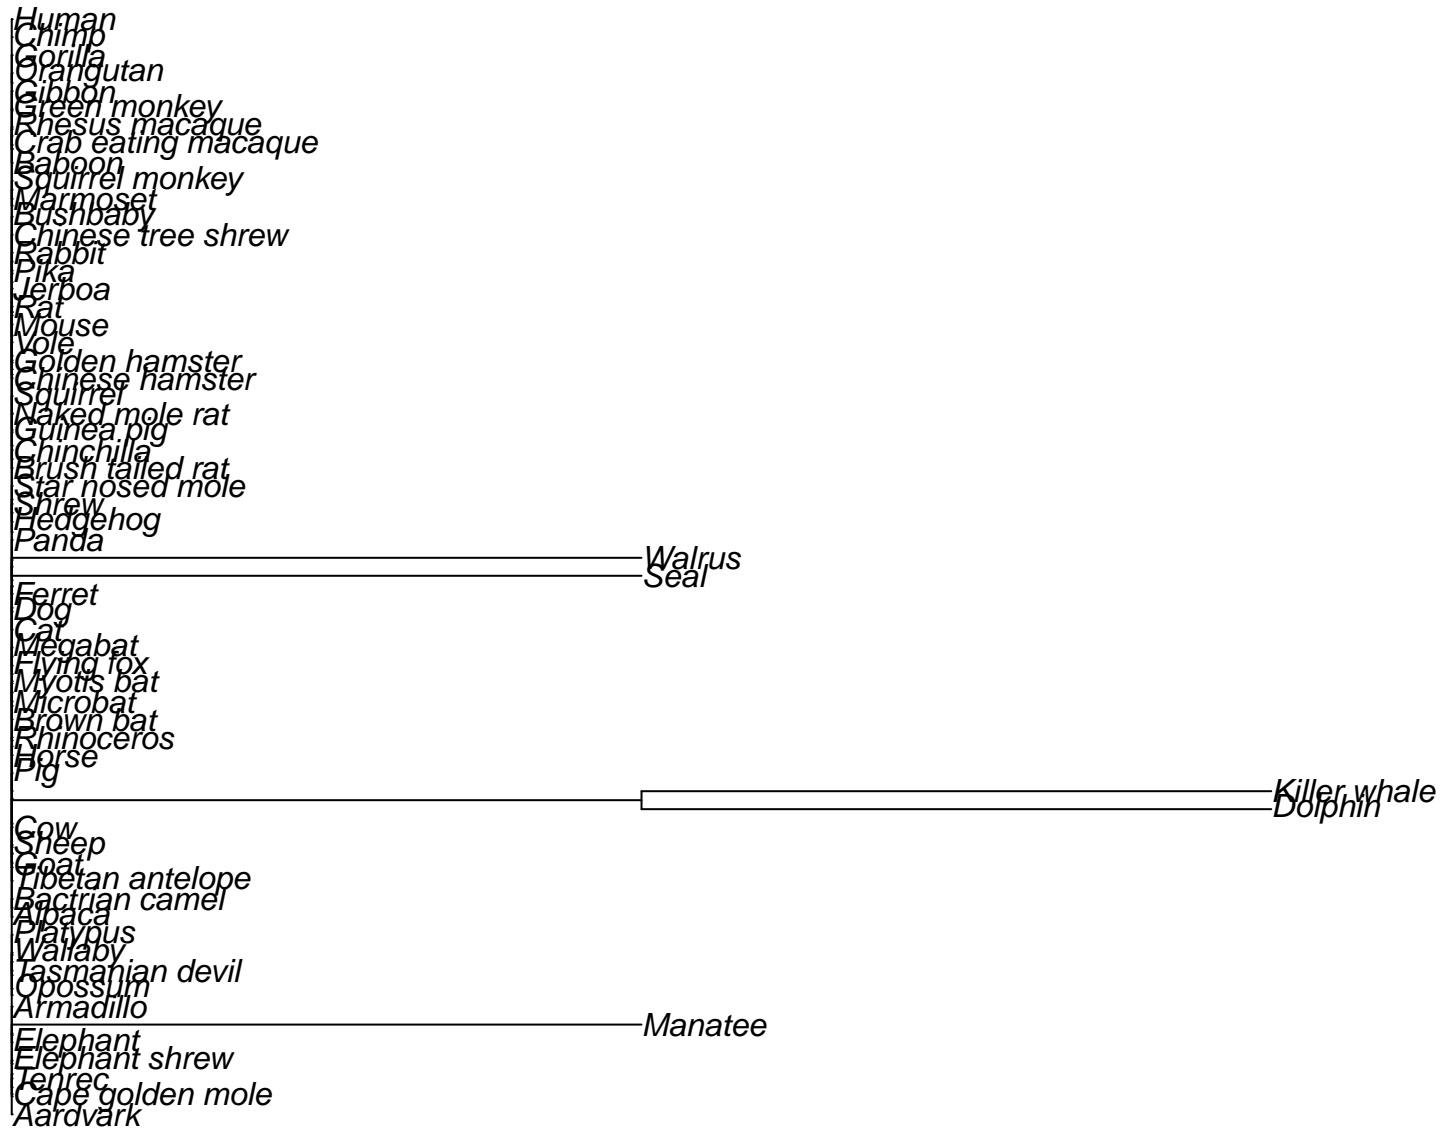 Human
Chimp
Gorilla
Orangutan
Gibbon
Green monkey
Rhesus macaque
Crab eating macaque
Baboon
Squirrel monkey
Marmoset
Bushbaby
Chinese tree shrew
Rabbit
Pika
Jerboa
Rat
Mouse
Vole
Golden hamster
Chinese hamster
Squirrel
Naked mole rat
Guinea pig
Chinchilla
Brush tailed rat
Star nosed mole
Shrew
Hedgehog
Panda
Walrus
Seal
Ferret
Dog
Cat
Megabat
Flying fox
Myotis bat
Microbat
Brown bat
Rhinoceros
Horse
Pig
Killer whale
Dolphin
Cow
Sheep
Goat
Tibetan antelope
Bactrian camel
Alpaca
Platypus
Wallaby
Tasmanian devil
Opossum
Armadillo
Manatee
Elephant
Elephant shrew
Tenrec
Cape golden mole
Aardvark